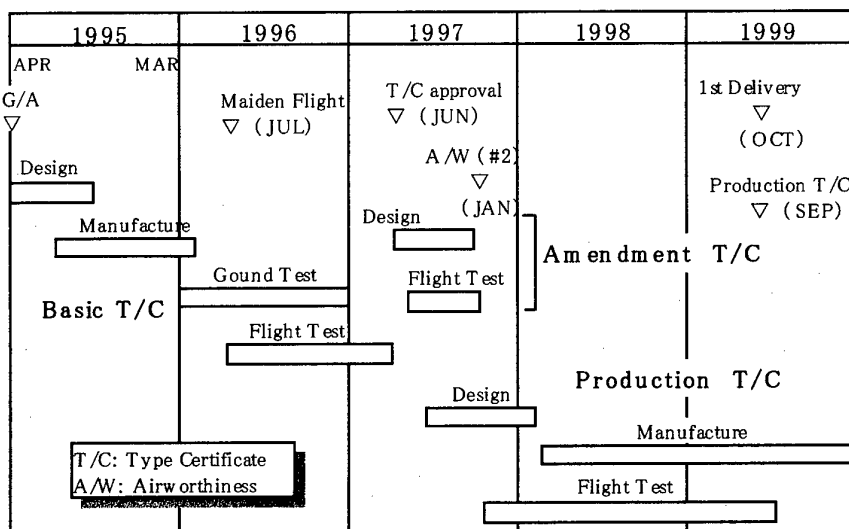 1995 1996 1997 1998 1999
APR MAR
G/A
Maiden Flight
(JUL)
T/C approval
(JUN)
1st Delivery
(OCT)
A/W (#2)
(JAN)
Production T/C
(SEP)
Design
Manufacture
Design
Amendment T/C
Gound Test
Flight Test
Basic T/C
Flight Test
Production T/C
Design
Manufacture
Flight Test
T/C: Type Certificate
A/W: Airworthiness